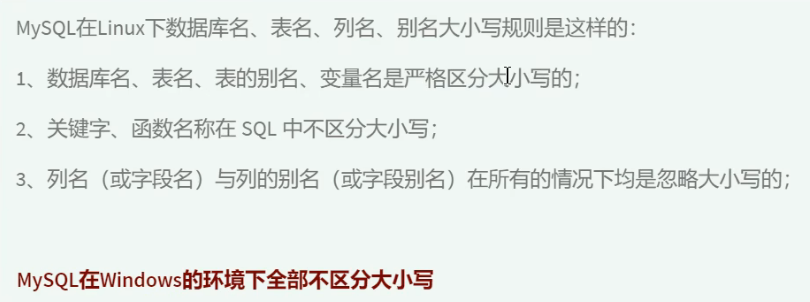 MySQL在Linux下数据库名、表名、列名、别名大小写规则是这样的：
1、数据库名、表名、表的别名、变量名是严格区分大小写的；
2、关键字、函数名称在 SQL 中不区分大小写；
3、列名（或字段名）与列的别名（或字段别名）在所有的情况下均是忽略大小写的；
MySQL在Windows的环境下全部不区分大小写